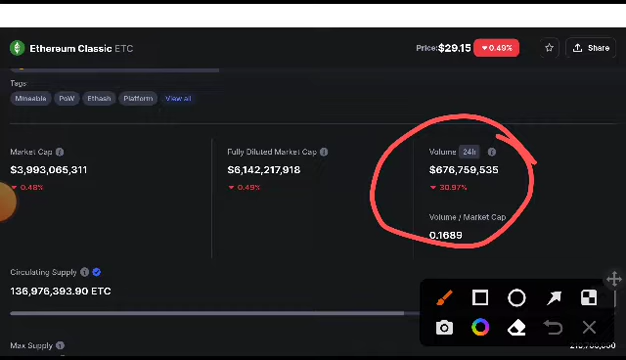 Ethereum Classic ETC
Price: $29.15 ▼0.49%
Share
Tags
Mineable PoW Ethash Platform View all
Market Cap
$3,993,065,311
▼ 0.48%
Fully Diluted Market Cap
$6,142,217,918
▼ 0.49%
Volume 24h
$676,759,535
▼ 30.97%
Volume / Market Cap
0.1689
Circulating Supply
136,976,393.90 ETC
Max Supply